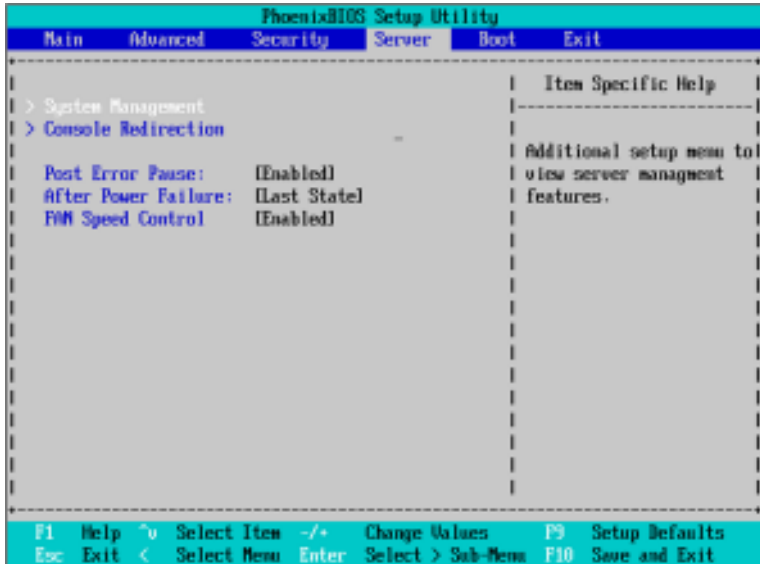 PhoenixBIOS Setup Utility
Main Advanced Security Server Boot Exit
Item Specific Help
> System Management
> Console Redirection
Additional setup menu to
view server managment
features.
Post Error Pause: [Enabled]
After Power Failure: [Last State]
FAN Speed Control [Enabled]
F1 Help ^v Select Item -/+ Change Values F9 Setup Defaults
Esc Exit < Select Menu Enter Select > Sub-Menu F10 Save and Exit